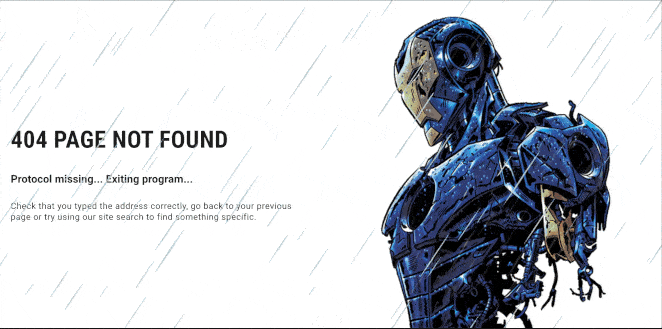 404 PAGE NOT FOUND
Protocol missing... Exiting program...
Check that you typed the address correctly, go back to your previous
page or try using our site search to find something specific.